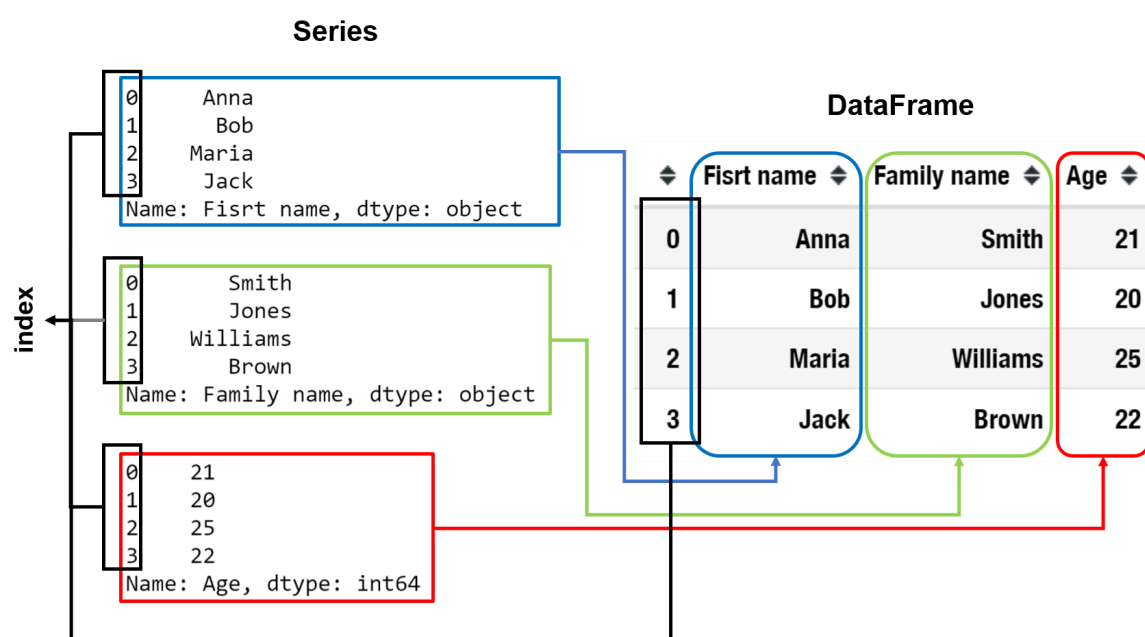 Series
0 Anna
1 Bob
2 Maria
3 Jack
Name: Fisrt name, dtype: object
0 Smith
1 Jones
2 Williams
3 Brown
Name: Family name, dtype: object
0 21
1 20
2 25
3 22
Name: Age, dtype: int64
index
DataFrame
Fisrt name Family name Age
0 Anna Smith 21
1 Bob Jones 20
2 Maria Williams 25
3 Jack Brown 22